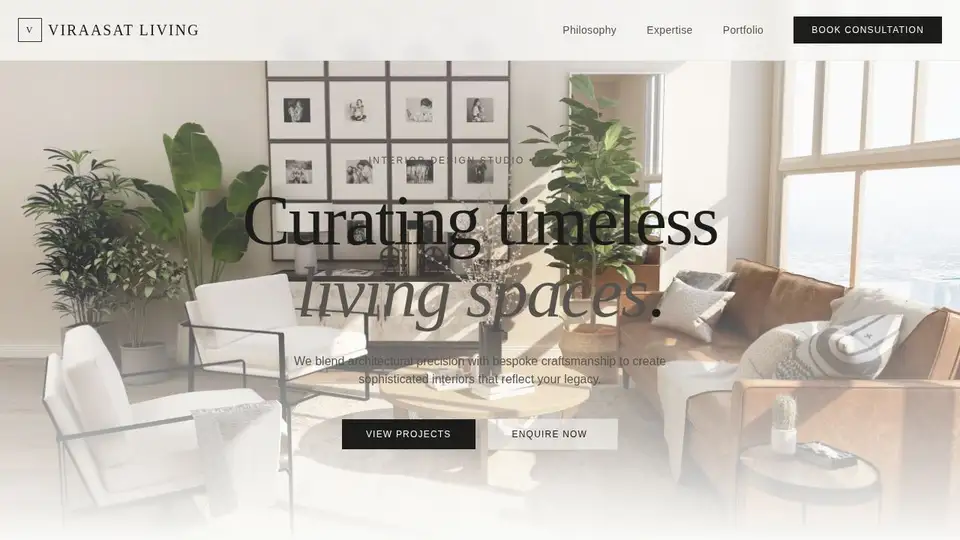 V
VIRAASAT LIVING
Philosophy
Expertise
Portfolio
BOOK CONSULTATION
INTERIOR DESIGN STUDIO
Curating timeless
living spaces.
We blend architectural precision with bespoke craftsmanship to create
sophisticated interiors that reflect your legacy.
VIEW PROJECTS
ENQUIRE NOW